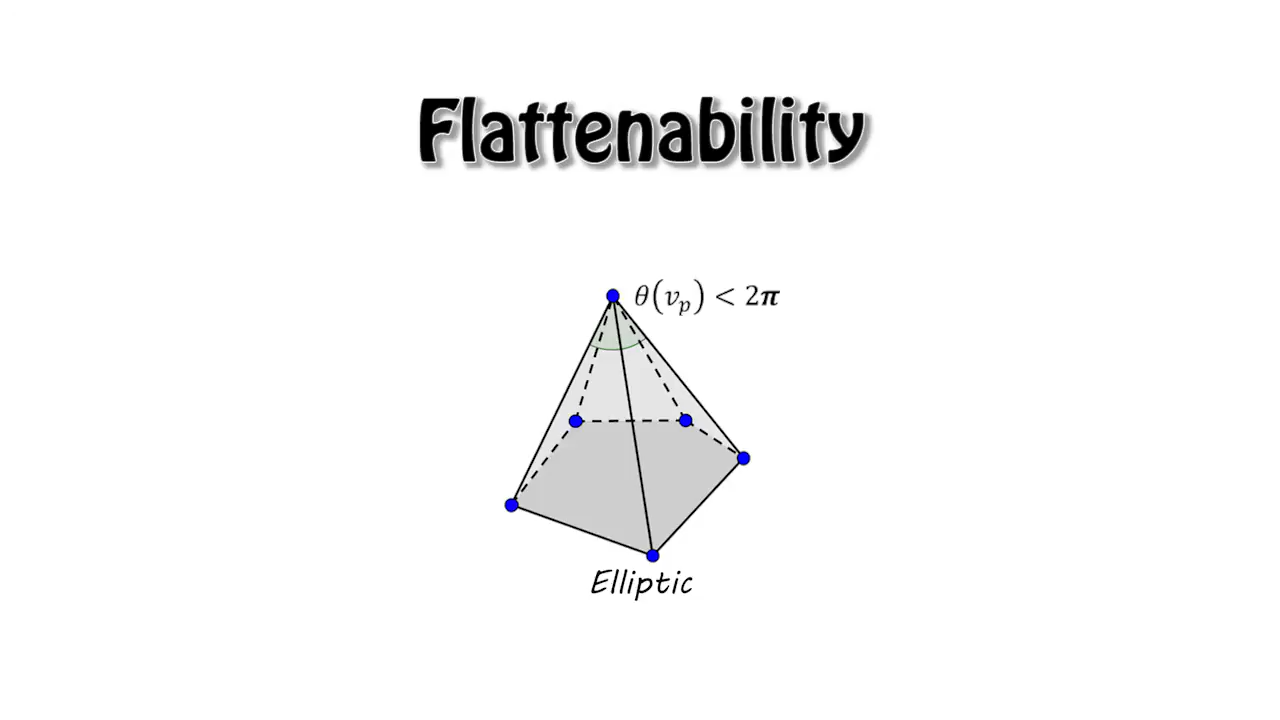 Flattenability
θ(v_p) < 2π
Elliptic